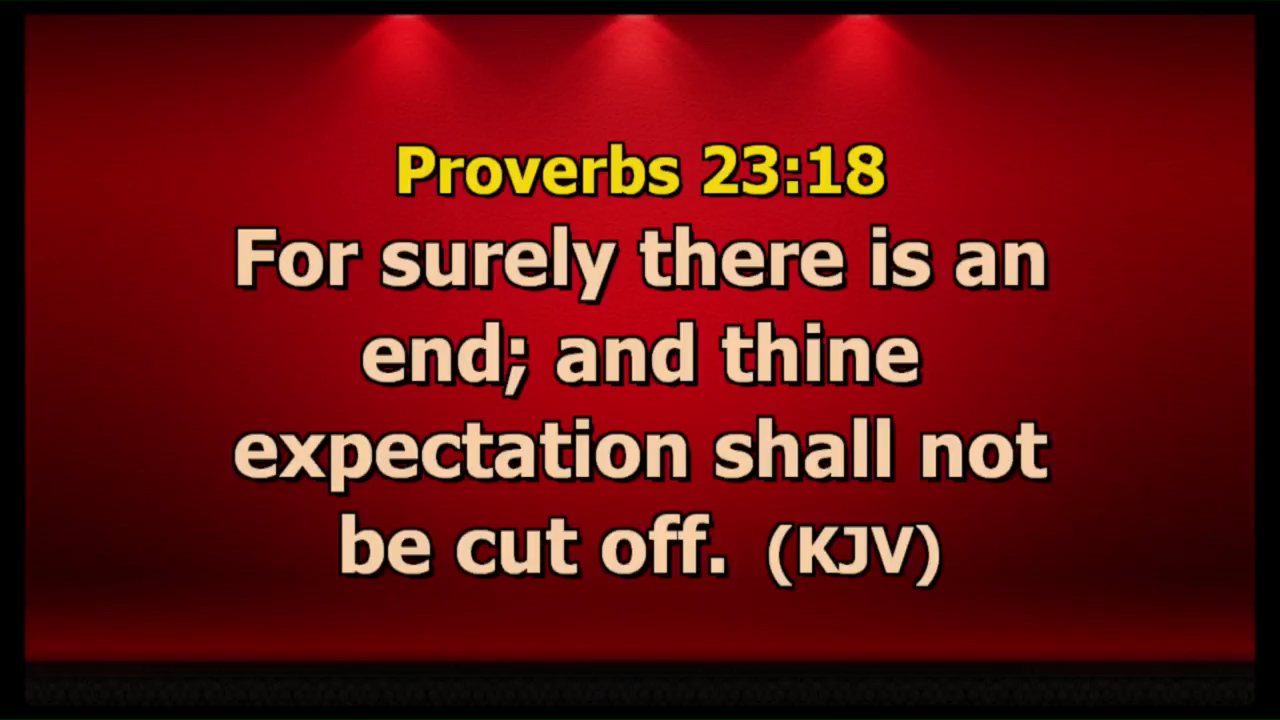 Proverbs 23:18
For surely there is an
end; and thine
expectation shall not
be cut off. (KJV)